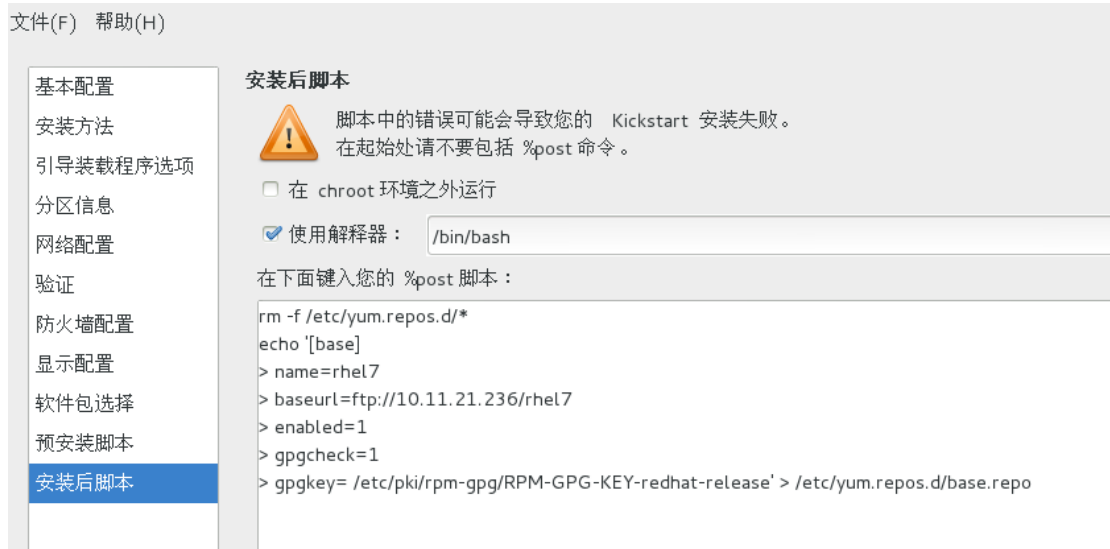 文件(F) 帮助(H)
基本配置
安装方法
引导装载程序选项
分区信息
网络配置
验证
防火墙配置
显示配置
软件包选择
预安装脚本
安装后脚本
安装后脚本
脚本中的错误可能会导致您的 Kickstart 安装失败。
在起始处请不要包括 %post 命令。
在 chroot 环境之外运行
使用解释器： /bin/bash
在下面键入您的 %post 脚本：
rm -f /etc/yum.repos.d/*
echo '[base]
> name=rhel7
> baseurl=ftp://10.11.21.236/rhel7
> enabled=1
> gpgcheck=1
> gpgkey= /etc/pki/rpm-gpg/RPM-GPG-KEY-redhat-release' > /etc/yum.repos.d/base.repo